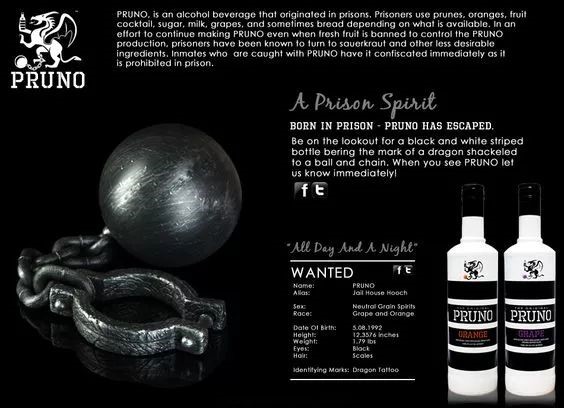 PRUNO, is an alcohol beverage that originated in prisons. Prisoners use prunes, oranges, fruit
cocktail, sugar, milk, grapes, and sometimes bread depending on what is available. In an
effort to continue making PRUNO even when fresh fruit is banned to control the PRUNO
production, prisoners have been known to turn to sauerkraut and other less desirable
ingredients. Inmates who are caught with PRUNO have it confiscated immediately as it
is prohibited in prison.
PRUNO
A Prison Spirit
BORN IN PRISON - PRUNO HAS ESCAPED.
Be on the lookout for a black and white striped
bottle bering the mark of a dragon shackeled
to a ball and chain. When you see PRUNO let
us know immediately!
f t
"All Day And A Night"
WANTED f t
Name: PRUNO
Alias: Jail House Hooch
Sex: Neutral Grain Spirits
Race: Grape and Orange
Date Of Birth: 5.08.1992
Height: 12.3576 inches
Weight: 1.79 lbs
Eyes: Black
Hair: Scales
Identifying Marks: Dragon Tattoo
THE ORIGINAL
PRUNO
ORANGE
THE ORIGINAL
PRUNO
GRAPE